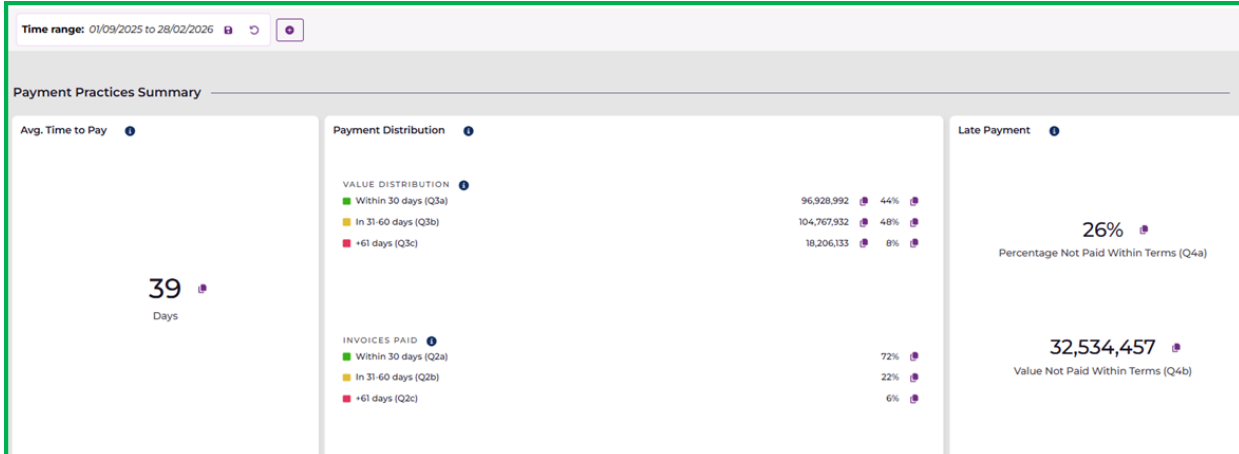 Time range: 01/09/2025 to 28/02/2026
Payment Practices Summary
Avg. Time to Pay
39
Days
Payment Distribution
VALUE DISTRIBUTION
Within 30 days (Q3a) 96,928,992 44%
In 31-60 days (Q3b) 104,767,932 48%
+61 days (Q3c) 18,206,133 8%
INVOICES PAID
Within 30 days (Q2a) 72%
In 31-60 days (Q2b) 22%
+61 days (Q2c) 6%
Late Payment
26%
Percentage Not Paid Within Terms (Q4a)
32,534,457
Value Not Paid Within Terms (Q4b)